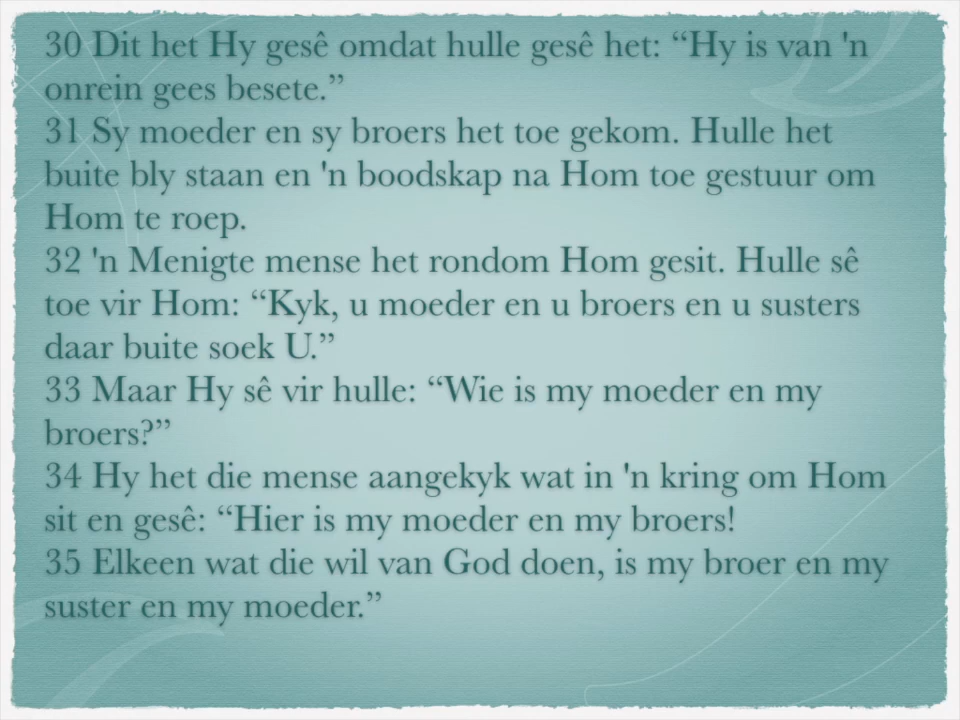 30 Dit het Hy gesê omdat hulle gesê het: “Hy is van 'n
onrein gees besete.”
31 Sy moeder en sy broers het toe gekom. Hulle het
buite bly staan en 'n boodskap na Hom toe gestuur om
Hom te roep.
32 'n Menigte mense het rondom Hom gesit. Hulle sê
toe vir Hom: “Kyk, u moeder en u broers en u susters
daar buite soek U.”
33 Maar Hy sê vir hulle: “Wie is my moeder en my
broers?”
34 Hy het die mense aangekyk wat in 'n kring om Hom
sit en gesê: “Hier is my moeder en my broers!
35 Elkeen wat die wil van God doen, is my broer en my
suster en my moeder.”